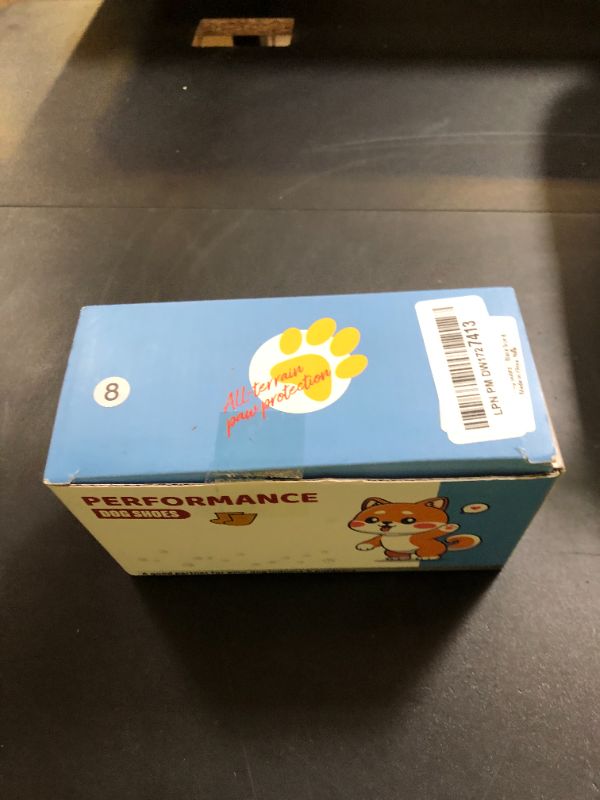 8
All-terrain
paw protection
LPN PM DW1727413
PERFORMANCE
DOG SHOES